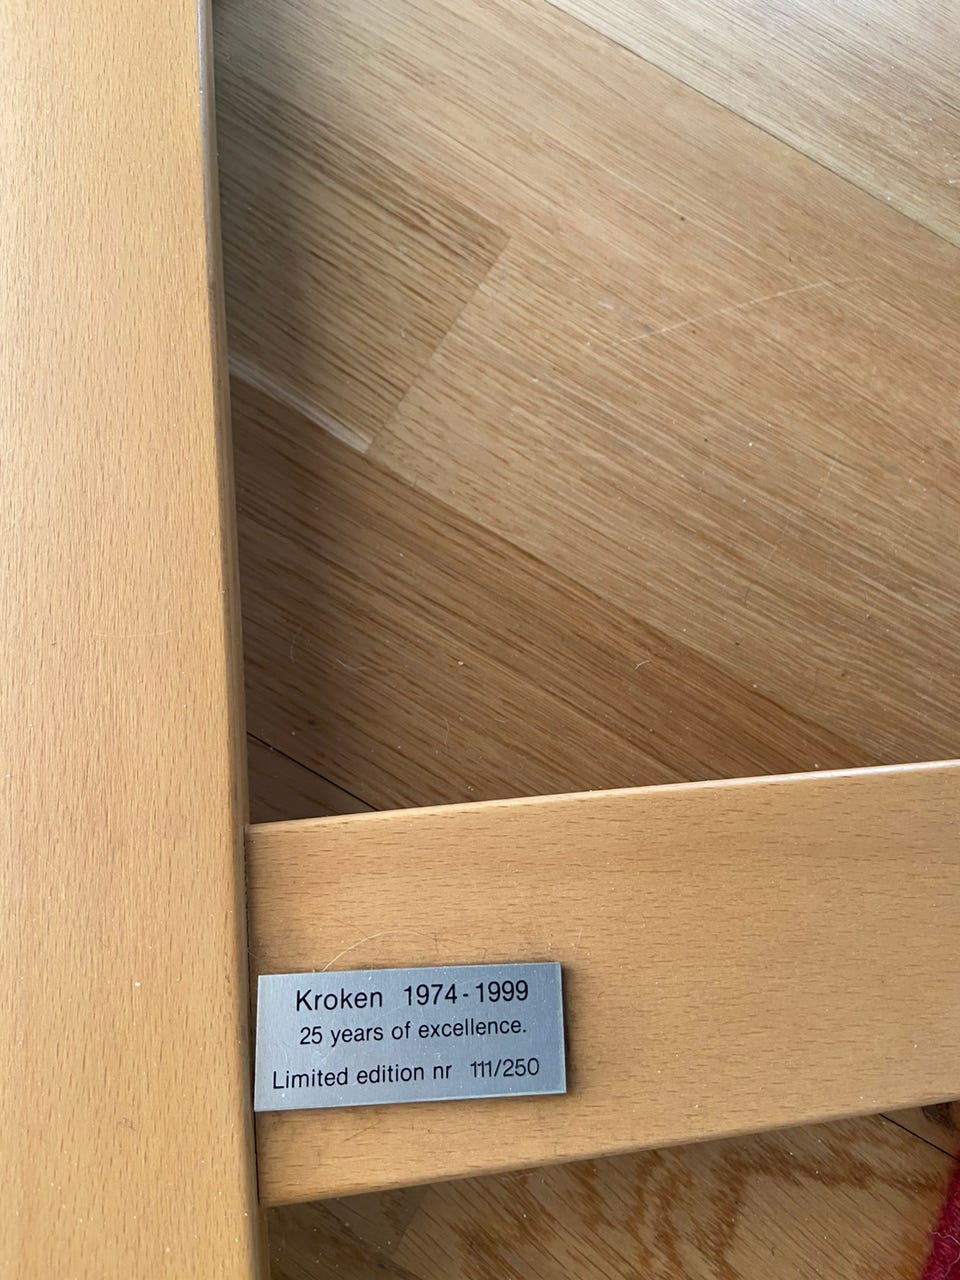 Kroken 1974-1999
25 years of excellence.
Limited edition nr 111/250